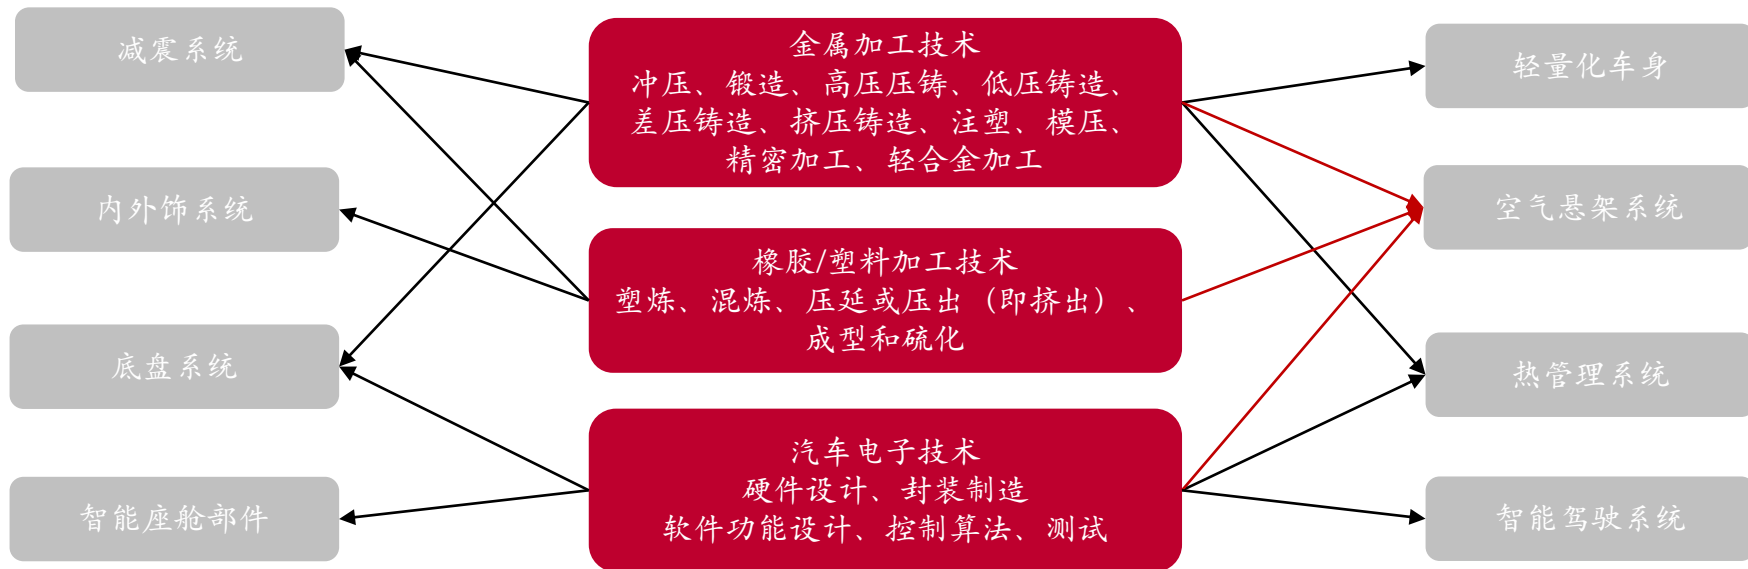 减震系统
内外饰系统
底盘系统
智能座舱部件
金属加工技术
冲压、锻造、高压压铸、低压铸造、
差压铸造、挤压铸造、注塑、模压、
精密加工、轻合金加工
橡胶/塑料加工技术
塑炼、混炼、压延或压出（即挤出）、
成型和硫化
汽车电子技术
硬件设计、封装制造
软件功能设计、控制算法、测试
轻量化车身
空气悬架系统
热管理系统
智能驾驶系统